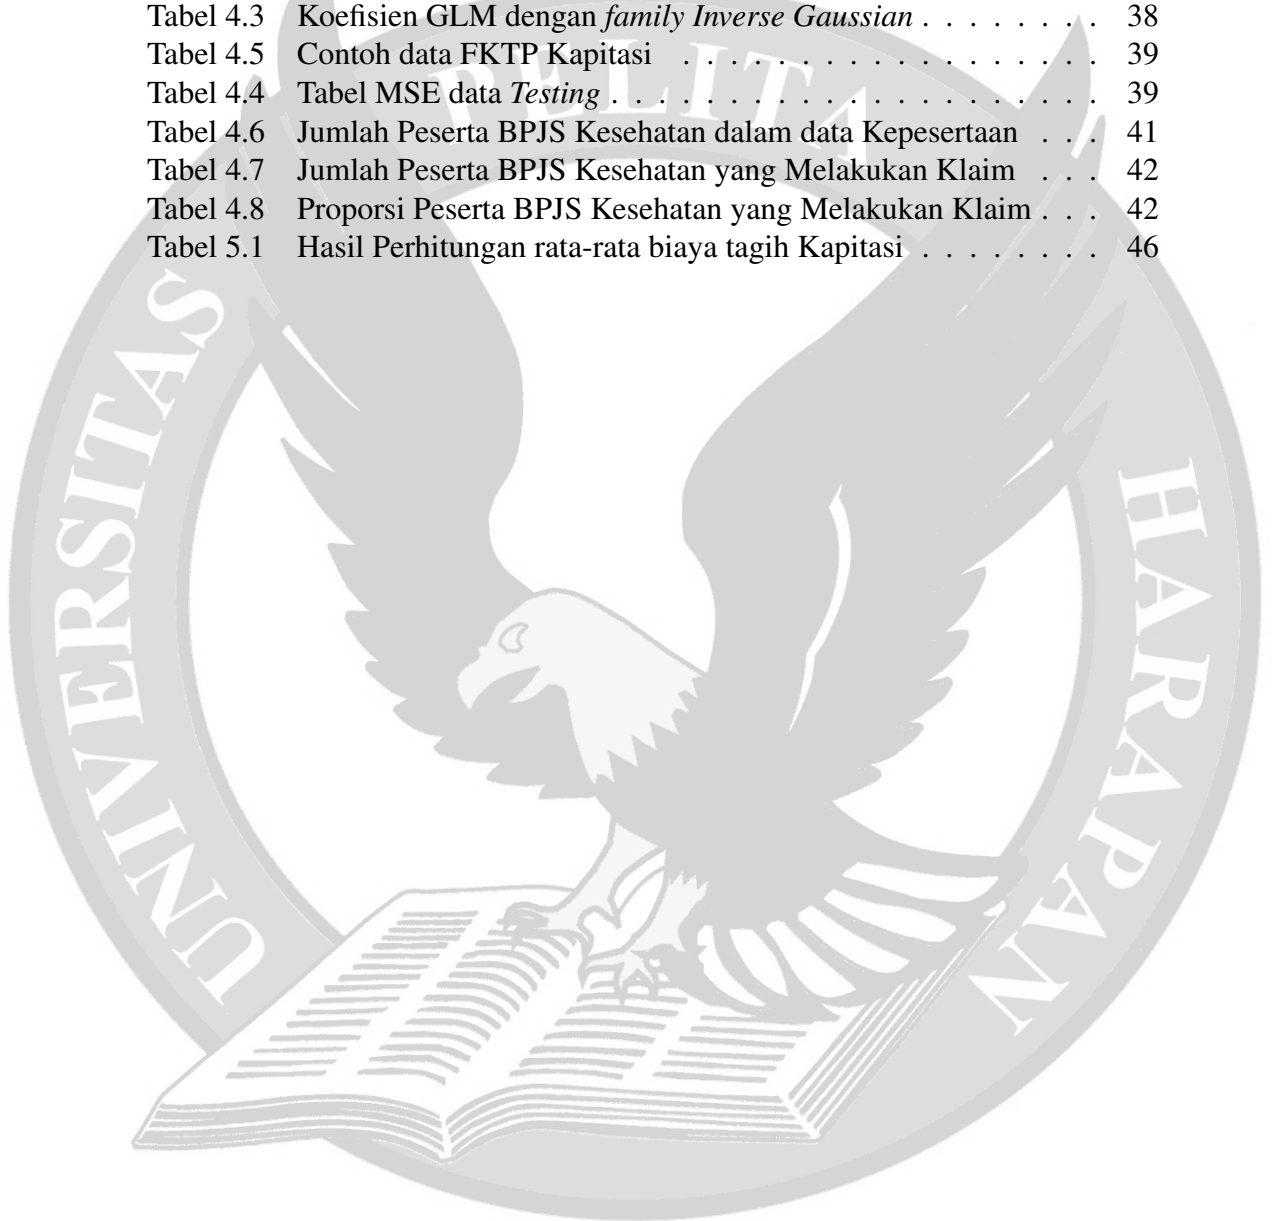 Tabel 4.3 Koefisien GLM dengan family Inverse Gaussian . . . . . . . . 38
Tabel 4.5 Contoh data FKTP Kapitasi . . . . . . . . . . . . . . . . . . 39
Tabel 4.4 Tabel MSE data Testing . . . . . . . . . . . . . . . . . . . . . 39
Tabel 4.6 Jumlah Peserta BPJS Kesehatan dalam data Kepesertaan . . . 41
Tabel 4.7 Jumlah Peserta BPJS Kesehatan yang Melakukan Klaim . . . 42
Tabel 4.8 Proporsi Peserta BPJS Kesehatan yang Melakukan Klaim . . . 42
Tabel 5.1 Hasil Perhitungan rata-rata biaya tagih Kapitasi . . . . . . . . 46
UNIVERSITAS PELITA HARAPAN